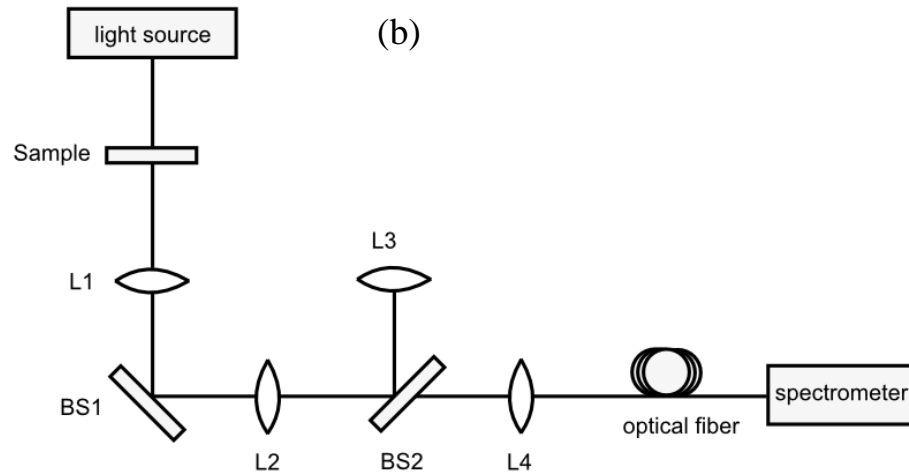 light source
(b)
Sample
L3
L1
BS1
spectrometer
optical fiber
L2
BS2
L4